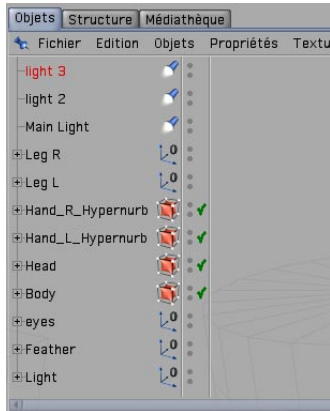 Objets Structure Médiathèque
Fichier Edition Objets Propriétés Textu
light 3
light 2
Main Light
Leg R
Leg L
Hand_R_Hypernurb
Hand_L_Hypernurb
Head
Body
eyes
Feather
Light